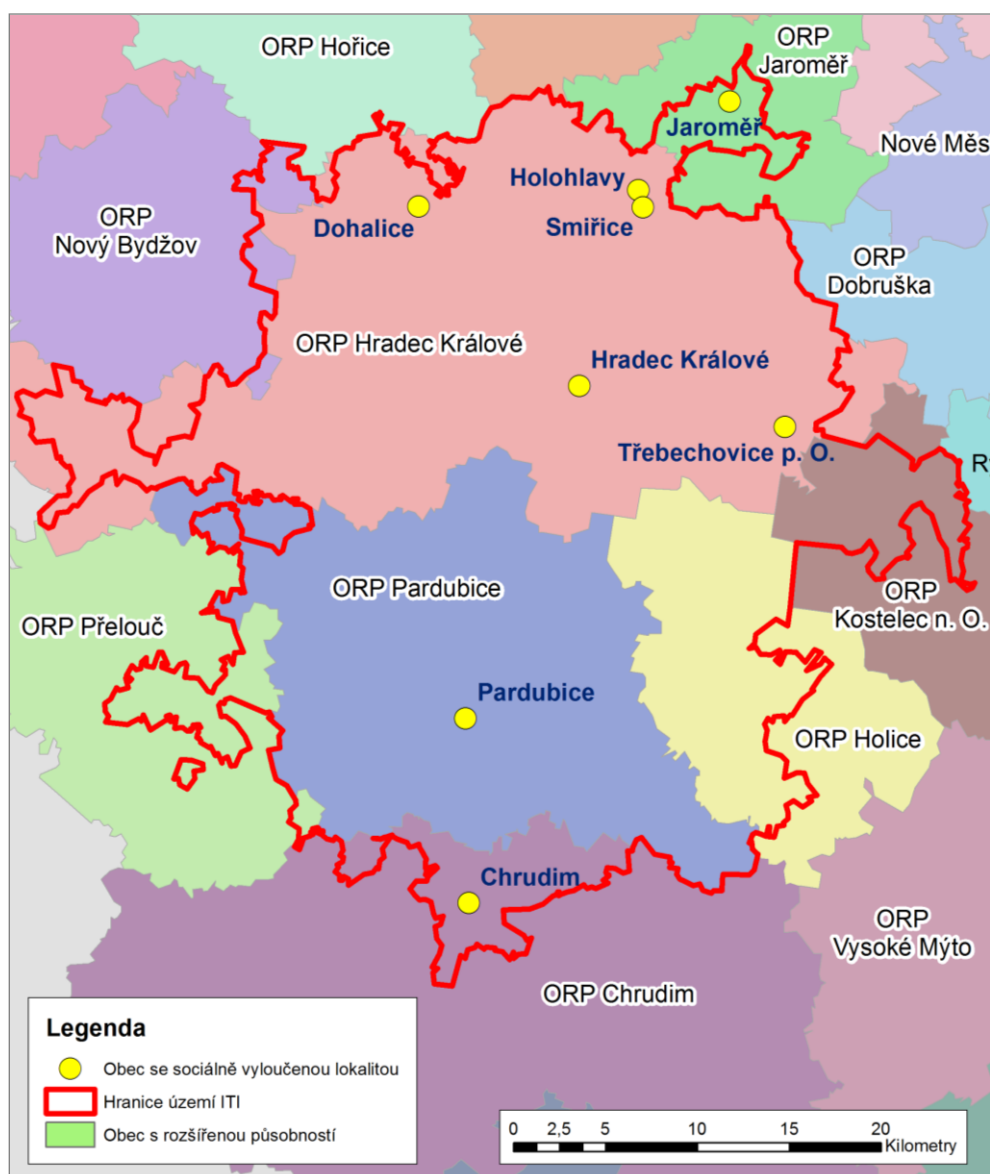 ORP Hořice
ORP
Jaroměř
Jaroměř
Nové Měs
Holohlavy
Smiřice
Dohalice
ORP
Nový Bydžov
ORP
Dobruška
ORP Hradec Králové
Hradec Králové
Třebechovice p. O.
R
ORP
Kostelec n. O.
ORP Pardubice
ORP Přelouč
Pardubice
ORP Holice
Chrudim
ORP
Vysoké Mýto
ORP Chrudim
Legenda
Obec se sociálně vyloučenou lokalitou
Hranice území ITI
Obec s rozšířenou působností
0 2,5 5 10 15 20
Kilometry